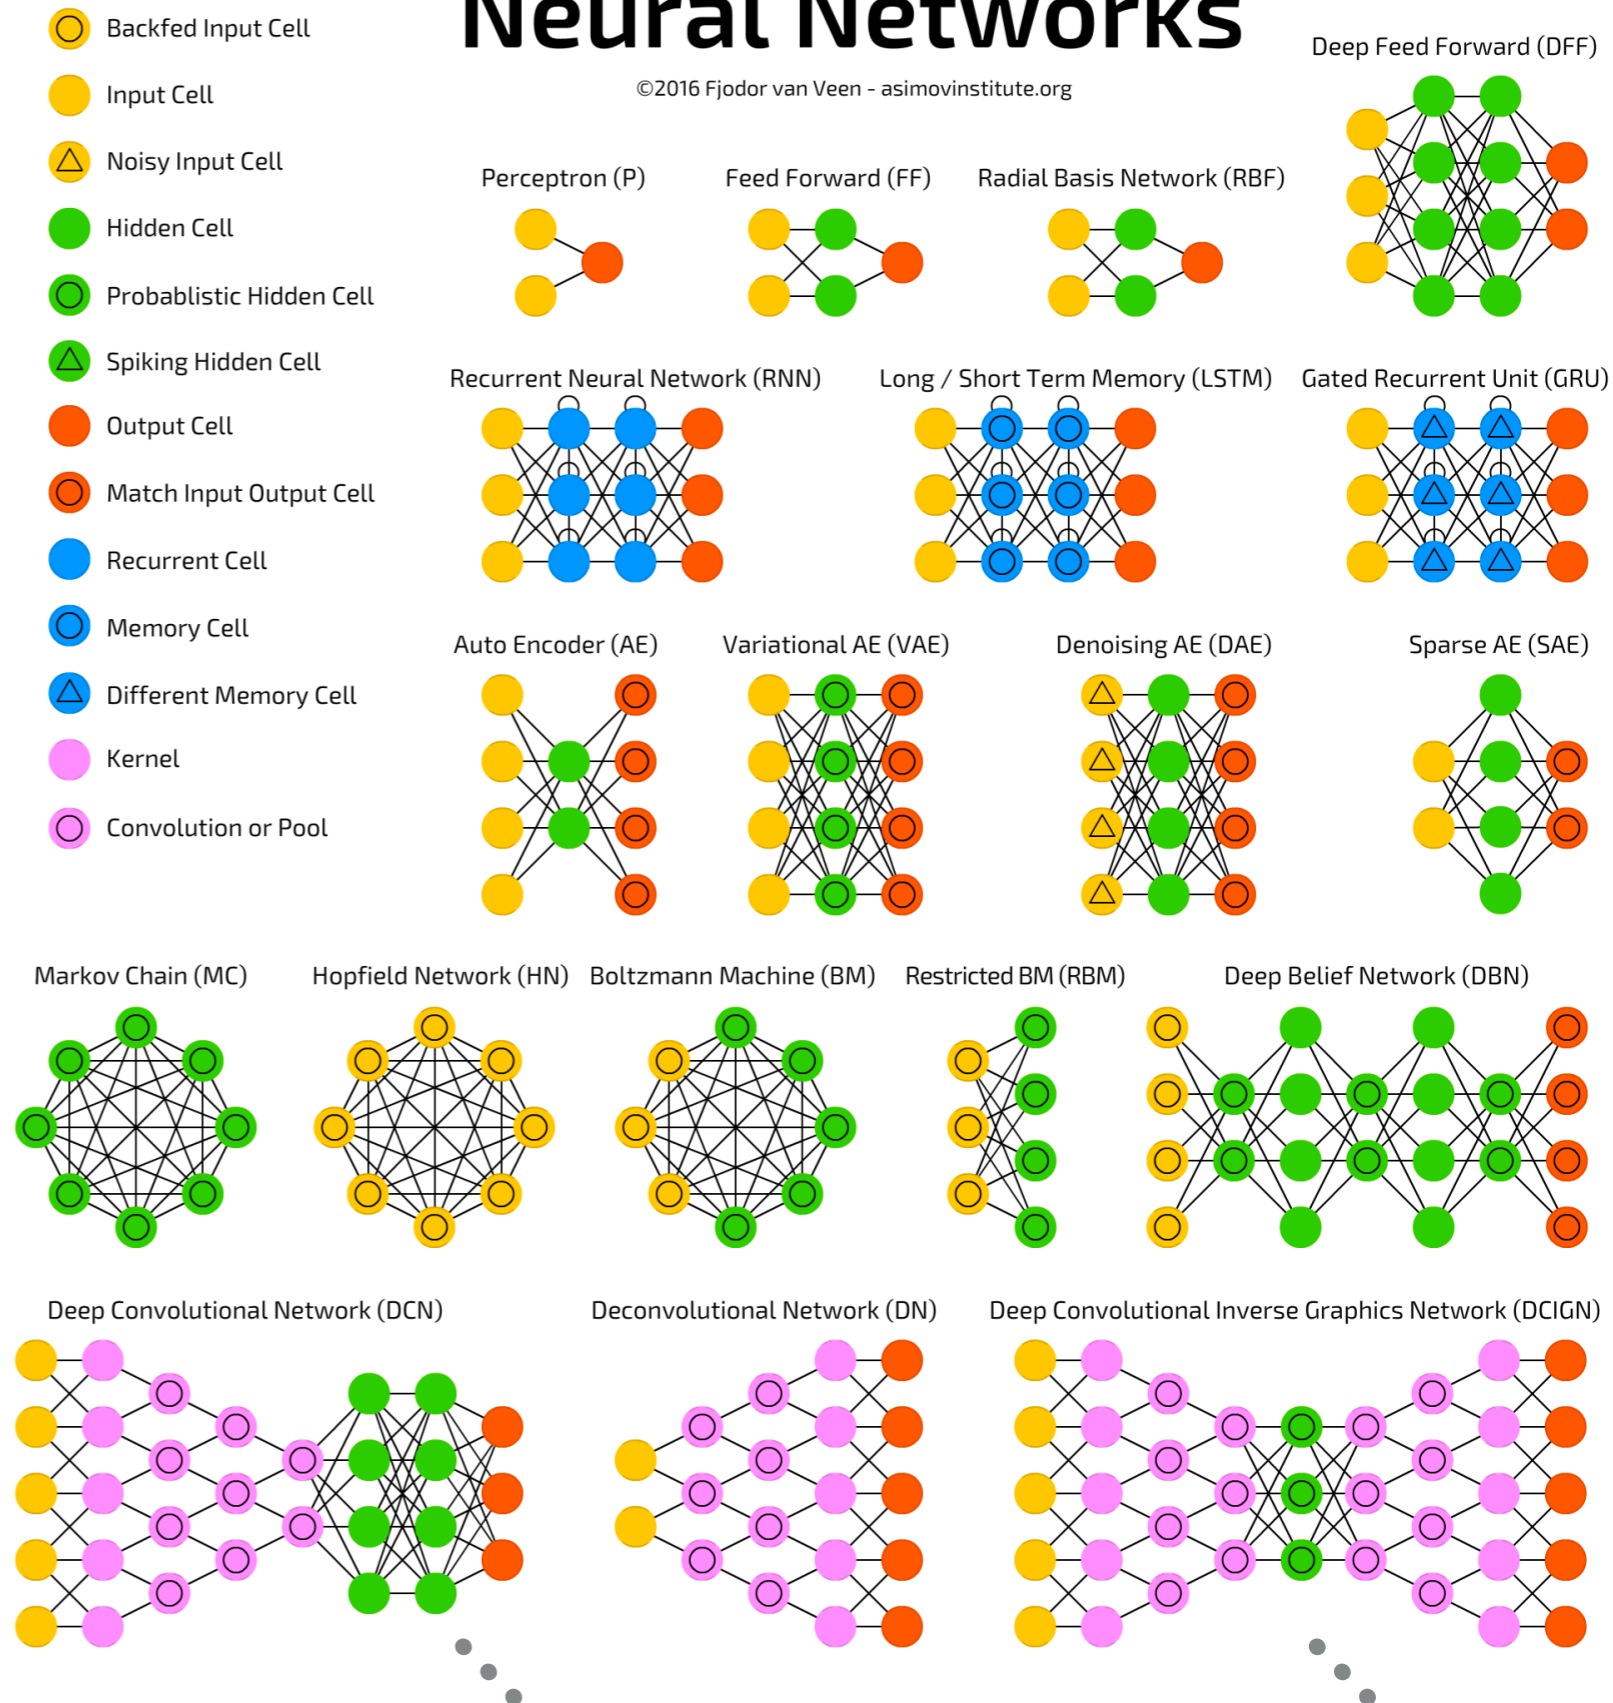 Neural Networks
©2016 Fjodor van Veen - asimovinstitute.org
Backfed Input Cell
Input Cell
Noisy Input Cell
Hidden Cell
Probablistic Hidden Cell
Spiking Hidden Cell
Output Cell
Match Input Output Cell
Recurrent Cell
Memory Cell
Different Memory Cell
Kernel
Convolution or Pool
Deep Feed Forward (DFF)
Perceptron (P)
Feed Forward (FF)
Radial Basis Network (RBF)
Recurrent Neural Network (RNN)
Long / Short Term Memory (LSTM)
Gated Recurrent Unit (GRU)
Auto Encoder (AE)
Variational AE (VAE)
Denoising AE (DAE)
Sparse AE (SAE)
Markov Chain (MC)
Hopfield Network (HN)
Boltzmann Machine (BM)
Restricted BM (RBM)
Deep Belief Network (DBN)
Deep Convolutional Network (DCN)
Deconvolutional Network (DN)
Deep Convolutional Inverse Graphics Network (DCIGN)